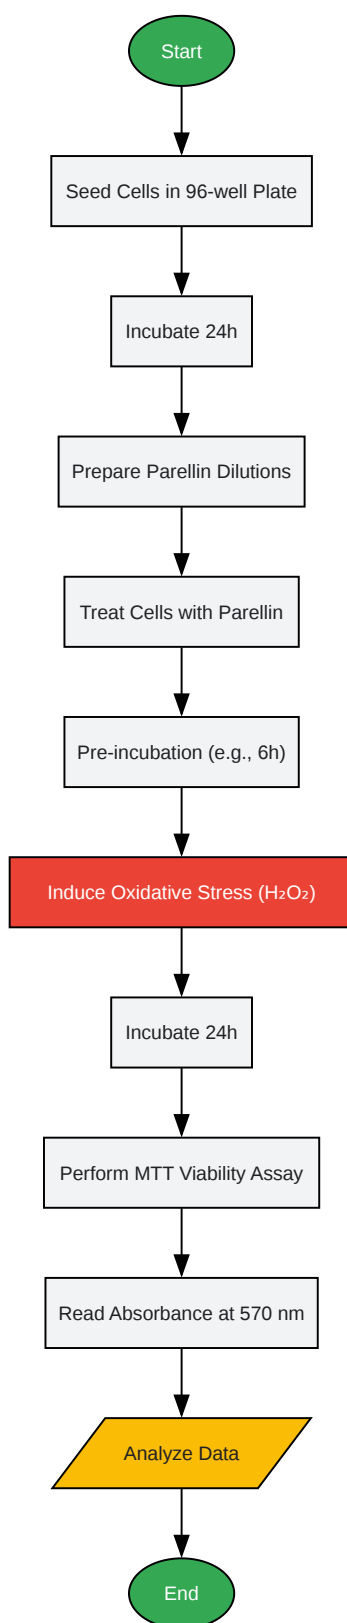 Start
Seed Cells in 96-well Plate
Incubate 24h
Prepare Parellin Dilutions
Treat Cells with Parellin
Pre-incubation (e.g., 6h)
Induce Oxidative Stress (H₂O₂)
Incubate 24h
Perform MTT Viability Assay
Read Absorbance at 570 nm
Analyze Data
End